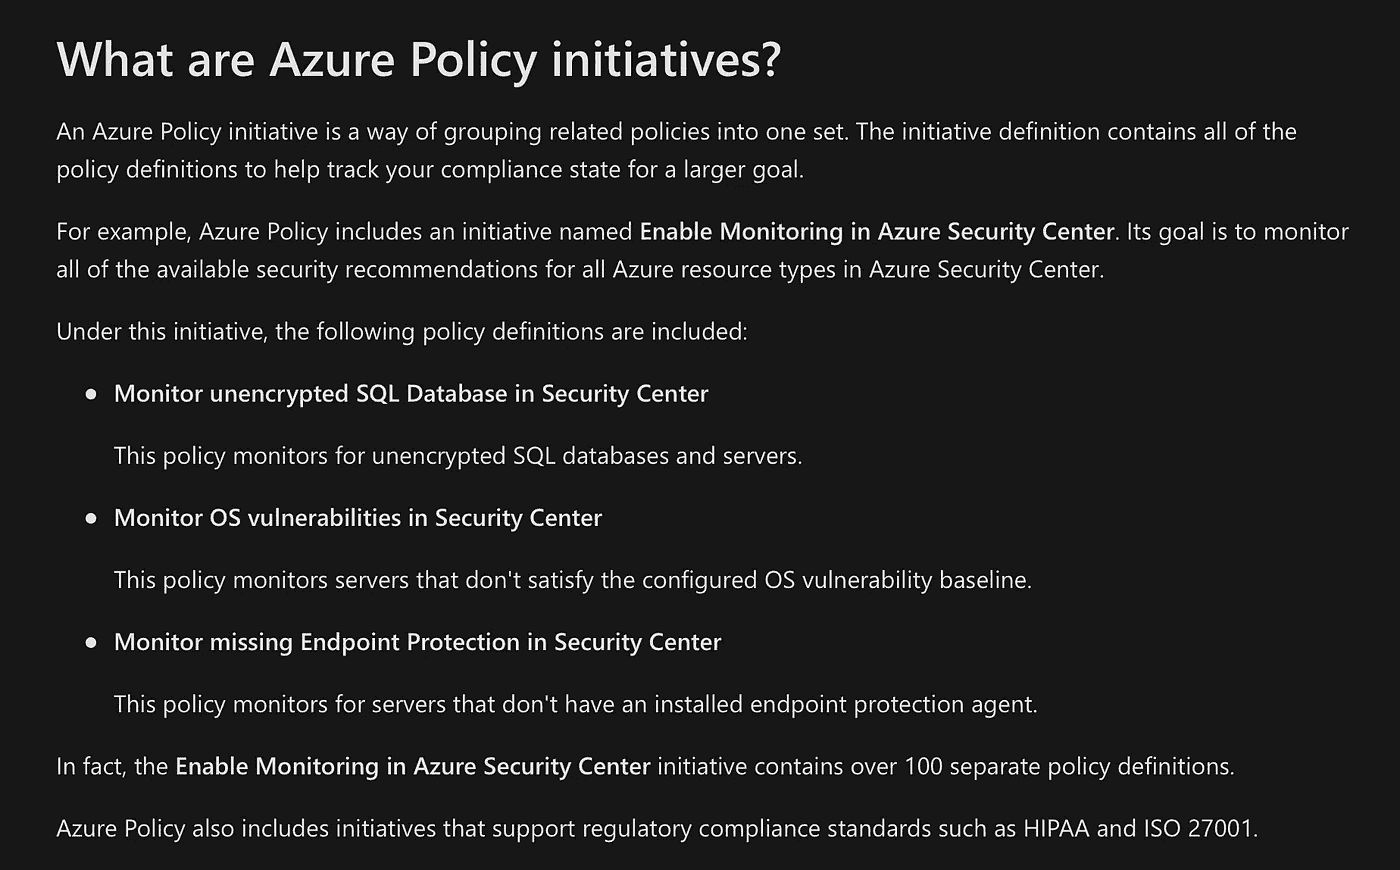 What are Azure Policy initiatives?
An Azure Policy initiative is a way of grouping related policies into one set. The initiative definition contains all of the
policy definitions to help track your compliance state for a larger goal.
For example, Azure Policy includes an initiative named Enable Monitoring in Azure Security Center. Its goal is to monitor
all of the available security recommendations for all Azure resource types in Azure Security Center.
Under this initiative, the following policy definitions are included:
● Monitor unencrypted SQL Database in Security Center
This policy monitors for unencrypted SQL databases and servers.
● Monitor OS vulnerabilities in Security Center
This policy monitors servers that don't satisfy the configured OS vulnerability baseline.
● Monitor missing Endpoint Protection in Security Center
This policy monitors for servers that don't have an installed endpoint protection agent.
In fact, the Enable Monitoring in Azure Security Center initiative contains over 100 separate policy definitions.
Azure Policy also includes initiatives that support regulatory compliance standards such as HIPAA and ISO 27001.